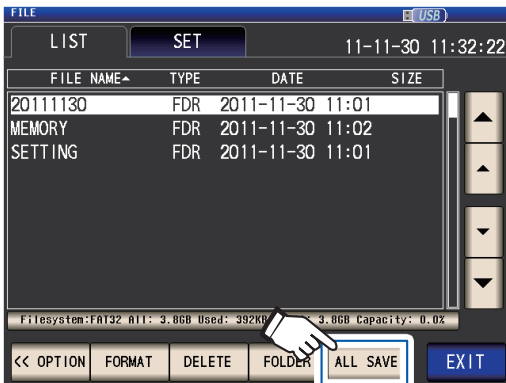 FILE USB
LIST SET 11-11-30 11:32:22
FILE NAME▲ TYPE DATE SIZE
20111130 FDR 2011-11-30 11:01
MEMORY FDR 2011-11-30 11:02
SETTING FDR 2011-11-30 11:01
Filesystem:FAT32 All: 3.8GB Used: 392KB 3.8GB Capacity: 0.0%
<< OPTION FORMAT DELETE FOLDER ALL SAVE EXIT